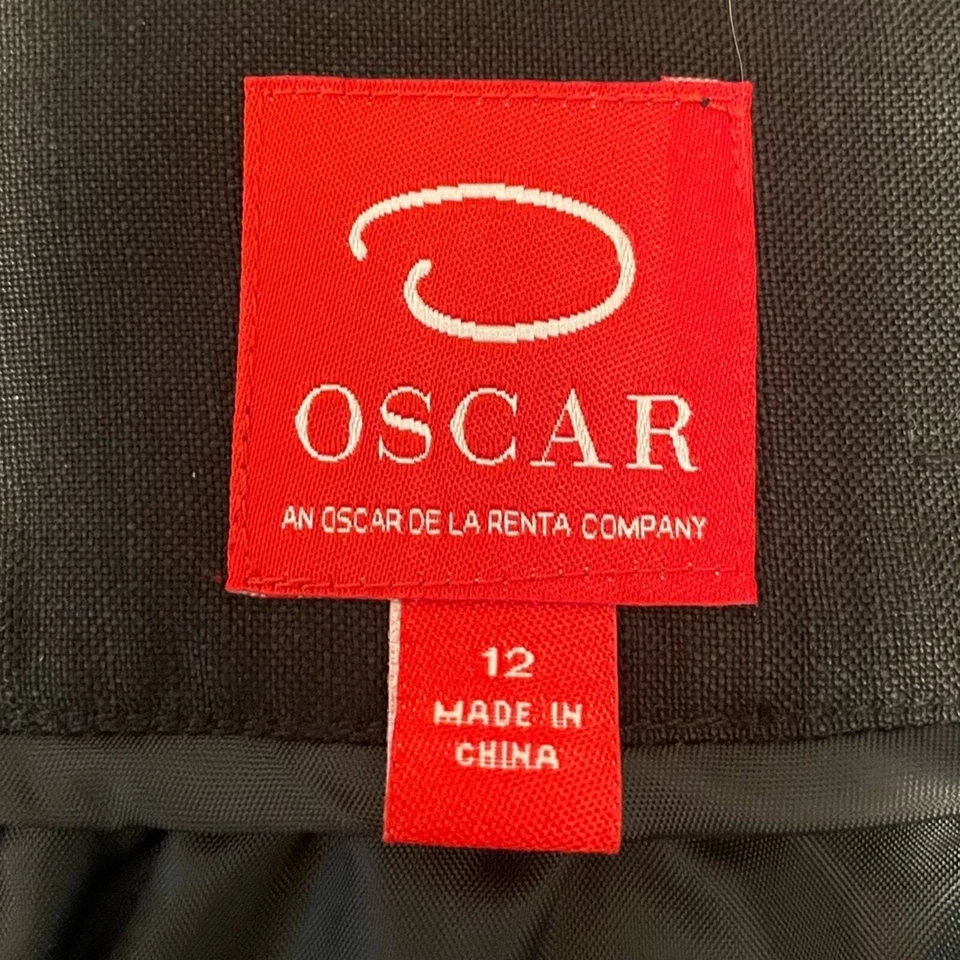 OSCAR
AN OSCAR DE LA RENTA COMPANY
12
MADE IN
CHINA